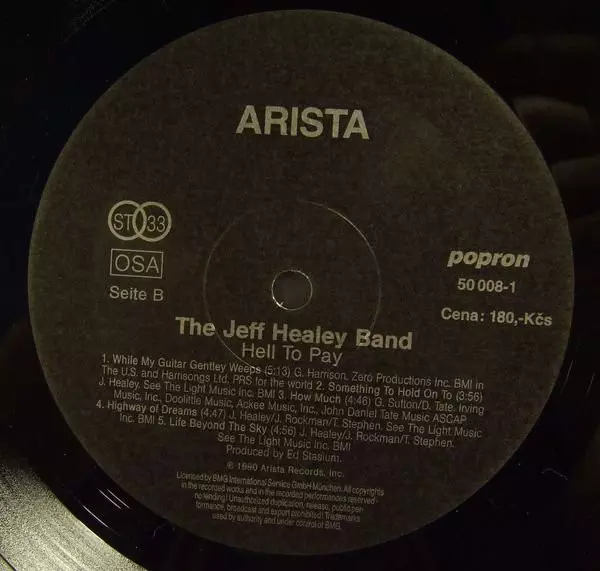 ARISTA
ST 33
OSA
Seite B
popron
50 008-1
Cena: 180,-Kčs
The Jeff Healey Band
Hell To Pay
1. While My Guitar Gentley Weeps (5:13) G. Harrison, Zero Productions Inc. BMI in
The U.S. and Harrisongs Ltd. PRS for the world 2. Something To Hold On To (3:56)
J. Healey, See The Light Music Inc. BMI 3. How Much (4:46) G. Sutton/D. Tate. Irving
Music, Inc., Doolittle Music, Ackee Music, Inc., John Daniel Tate Music ASCAP
4. Highway of Dreams (4:47) J. Healey/J. Rockman/T. Stephen. See The Light Music
Inc. BMI 5. Life Beyond The Sky (4:56) J. Healey/J. Rockman/T. Stephen.
See The Light Music Inc. BMI
Produced by Ed Stasium.
℗ 1990 Arista Records, Inc.
Licensed by BMG International Service GmbH München. All copyrights
in the recorded works and in the recorded performances reserved -
no lending! Unauthorized duplication, release, public per-
formance, broadcast and export prohibited! Trademarks
used by authority and under control of BMG.